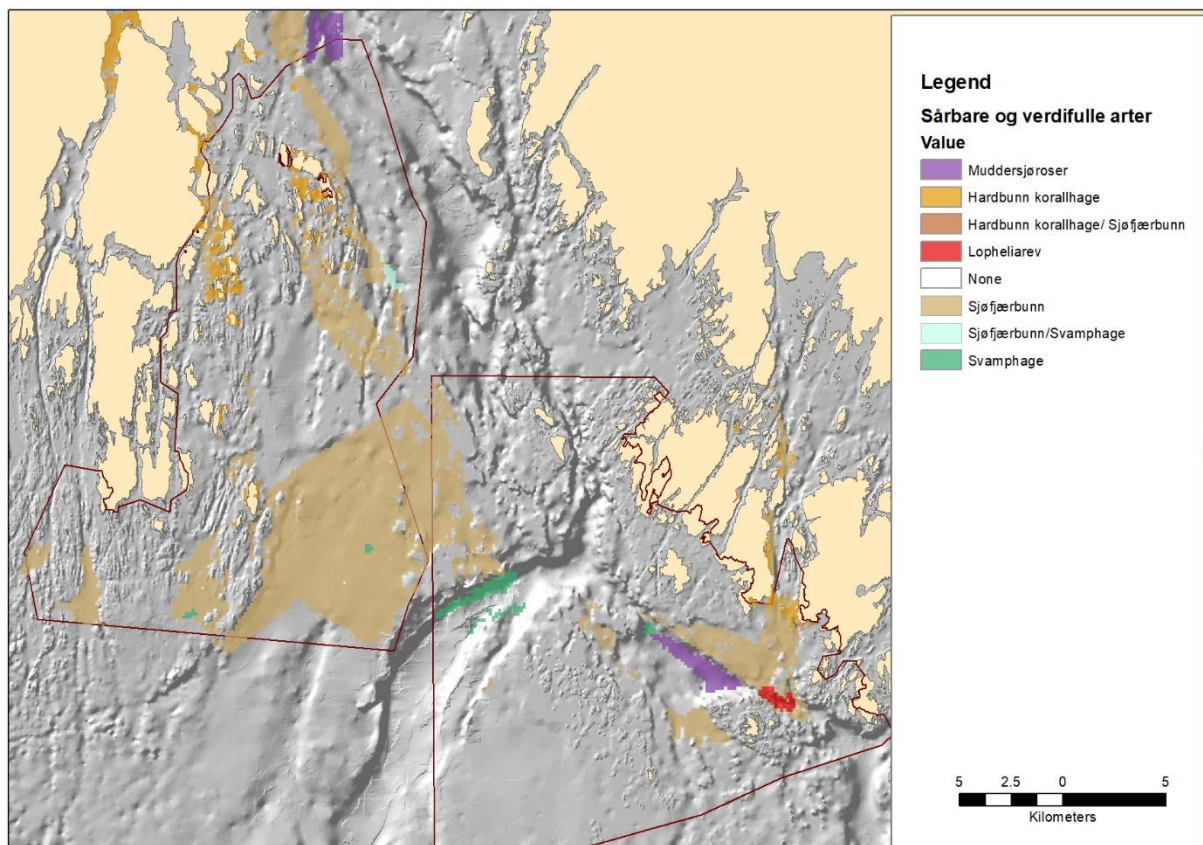 Legend
Sårbare og verdifulle arter
Value
Muddersjøroser
Hardbunn korallhage
Hardbunn korallhage/ Sjøfjærbunn
Lopheliarev
None
Sjøfjærbunn
Sjøfjærbunn/Svamphage
Svamphage
5 2.5 0 5
Kilometers